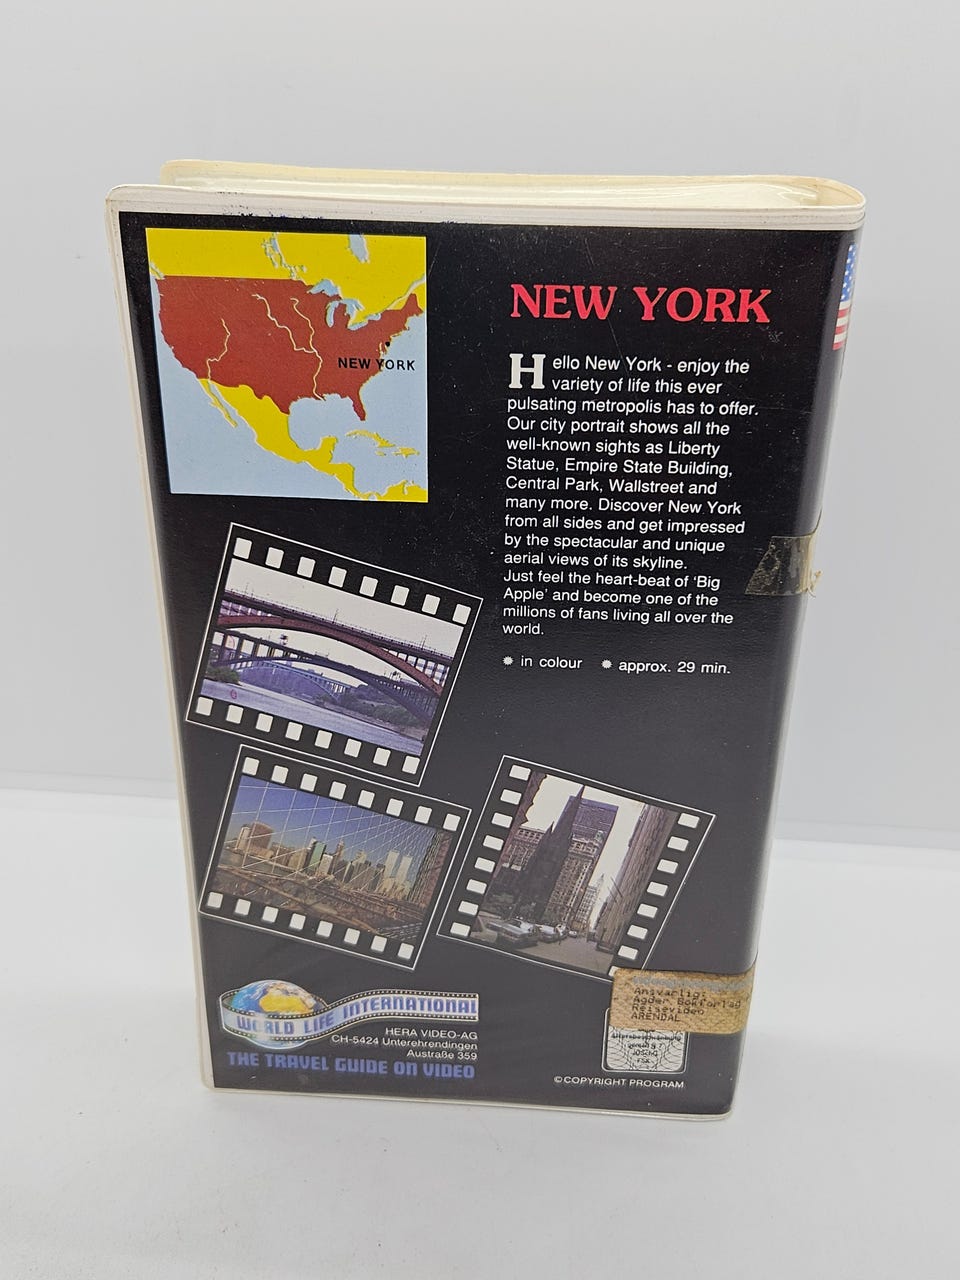 NEW YORK
NEW YORK
Hello New York - enjoy the
variety of life this ever
pulsating metropolis has to offer.
Our city portrait shows all the
well-known sights as Liberty
Statue, Empire State Building,
Central Park, Wallstreet and
many more. Discover New York
from all sides and get impressed
by the spectacular and unique
aerial views of its skyline.
Just feel the heart-beat of 'Big
Apple' and become one of the
millions of fans living all over the
world.
in colour approx. 29 min.
WORLD LIFE INTERNATIONAL
HERA VIDEO-AG
CH-5424 Unterehrendingen
Austraße 359
THE TRAVEL GUIDE ON VIDEO
Ansvarlig:
Agder Bokforlag
Reisevideo
ARENDAL
FSK
©COPYRIGHT PROGRAM